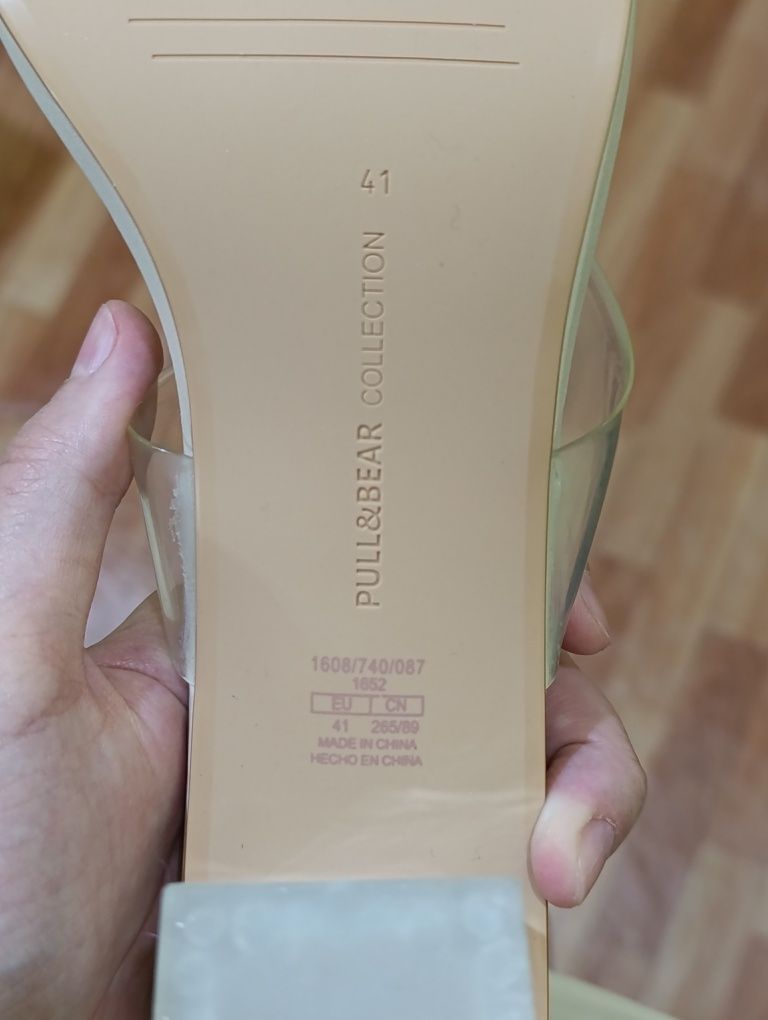 41
PULL&BEAR COLLECTION
1608/740/087
1652
EU CN
41 265/89
MADE IN CHINA
HECHO EN CHINA